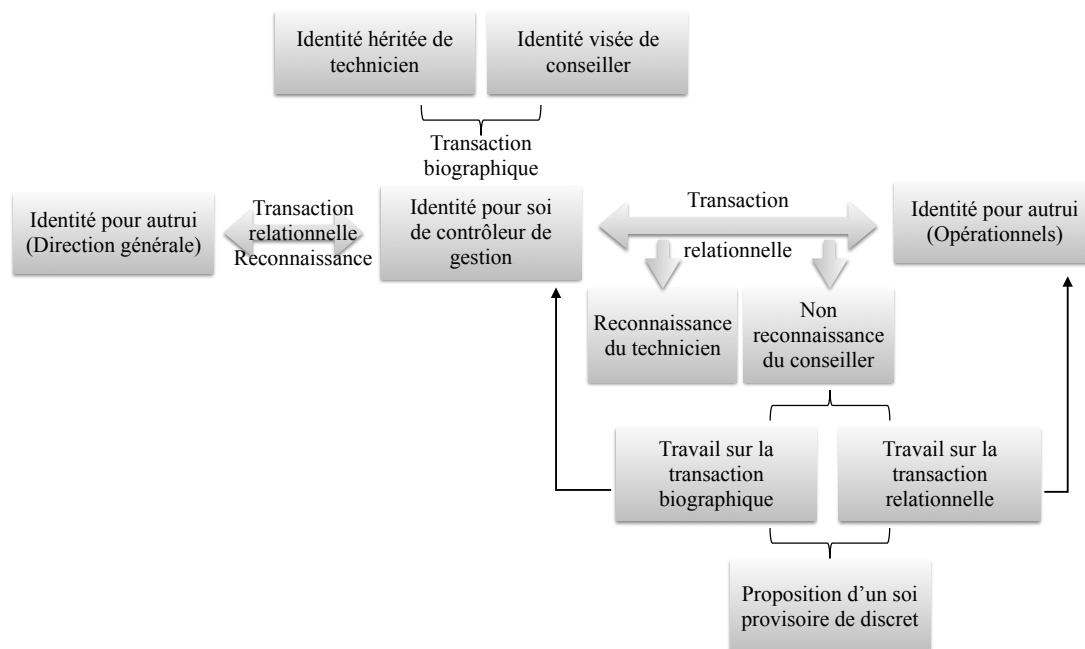 Identité héritée de
technicien
Identité visée de
conseiller
Transaction
biographique
Identité pour autrui
(Direction générale)
Transaction
relationnelle
Reconnaissance
Identité pour soi
de contrôleur de
gestion
Transaction
relationnelle
Identité pour autrui
(Opérationnels)
Reconnaissance
du technicien
Non
reconnaissance
du conseiller
Travail sur la
transaction
biographique
Travail sur la
transaction
relationnelle
Proposition d’un soi
provisoire de discret